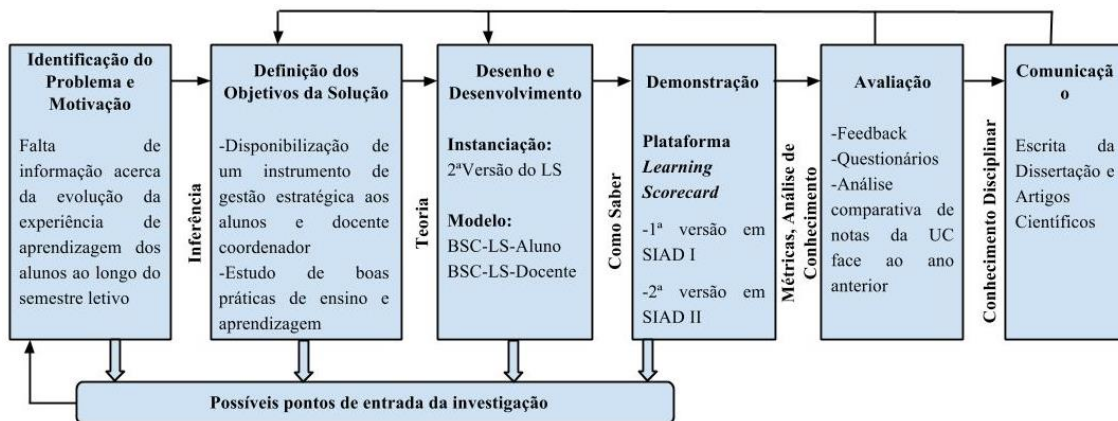 Identificação do
Problema e
Motivação
Falta de
informação acerca
da evolução da
experiência de
aprendizagem dos
alunos ao longo do
semestre letivo
Inferência
Definição dos
Objetivos da Solução
-Disponibilização de
um instrumento de
gestão estratégica aos
alunos e docente
coordenador
-Estudo de boas
práticas de ensino e
aprendizagem
Teoria
Desenho e
Desenvolvimento
Instanciação:
2ªVersão do LS
Modelo:
BSC-LS-Aluno
BSC-LS-Docente
Como Saber
Demonstração
Plataforma
Learning
Scorecard
-1ª versão em
SIAD I
-2ª versão em
SIAD II
Métricas, Análise de
Conhecimento
Avaliação
-Feedback
-Questionários
-Análise
comparativa de
notas da UC
face ao ano
anterior
Conhecimento Disciplinar
Comunicaçã
o
Escrita da
Dissertação e
Artigos
Científicos
Possíveis pontos de entrada da investigação